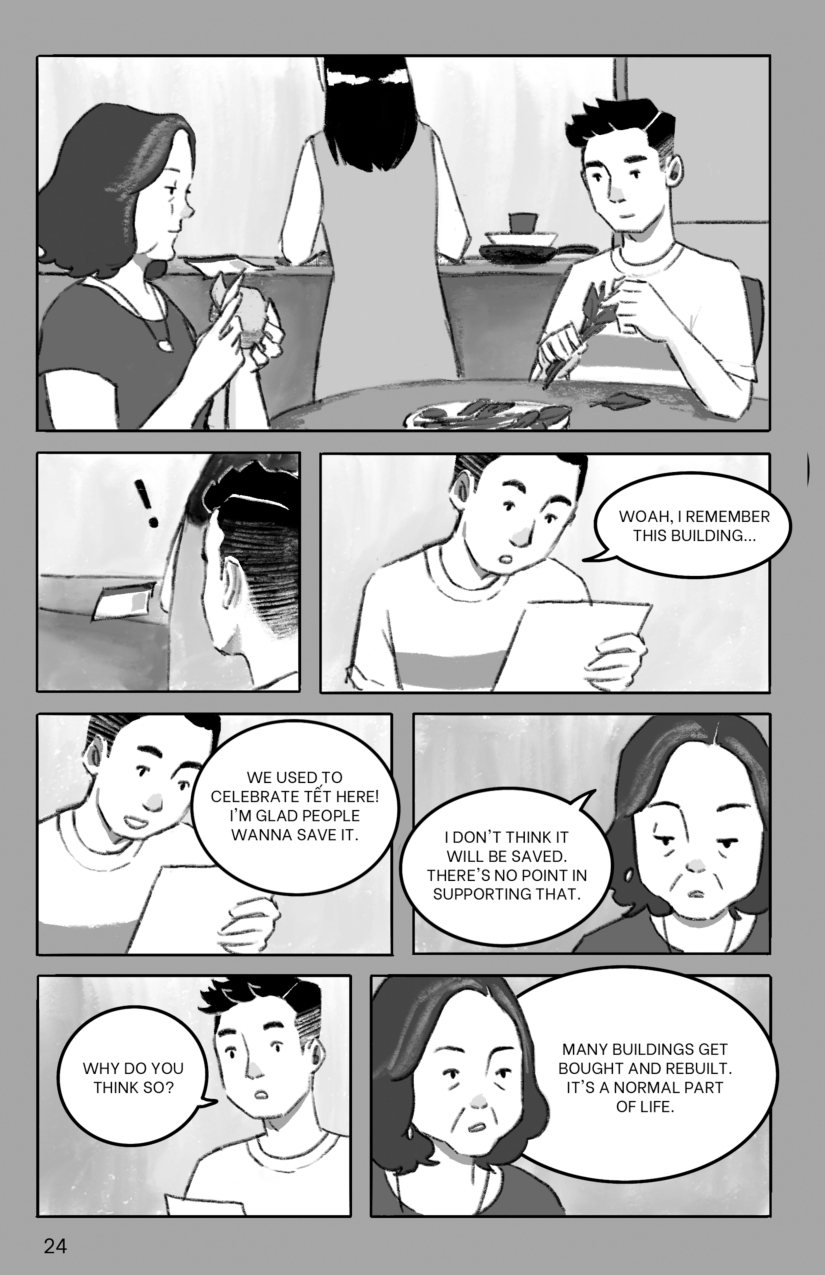 !
WOAH, I REMEMBER
THIS BUILDING...
WE USED TO
CELEBRATE TẾT HERE!
I'M GLAD PEOPLE
WANNA SAVE IT.
I DON'T THINK IT
WILL BE SAVED.
THERE'S NO POINT IN
SUPPORTING THAT.
WHY DO YOU
THINK SO?
MANY BUILDINGS GET
BOUGHT AND REBUILT.
IT'S A NORMAL PART
OF LIFE.
24